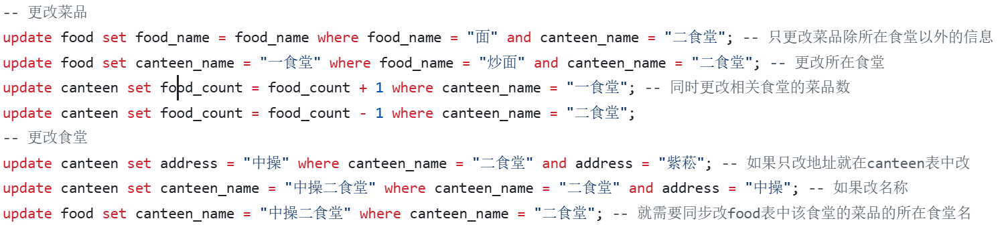 -- 更改菜品
update food set food_name = food_name where food_name = "面" and canteen_name = "二食堂"; -- 只更改菜品除所在食堂以外的信息
update food set canteen_name = "一食堂" where food_name = "炒面" and canteen_name = "二食堂"; -- 更改所在食堂
update canteen set food_count = food_count + 1 where canteen_name = "一食堂"; -- 同时更改相关食堂的菜品数
update canteen set food_count = food_count - 1 where canteen_name = "二食堂";
-- 更改食堂
update canteen set address = "中操" where canteen_name = "二食堂" and address = "紫菘"; -- 如果只改地址就在canteen表中改
update canteen set canteen_name = "中操二食堂" where canteen_name = "二食堂" and address = "中操"; -- 如果改名称
update food set canteen_name = "中操二食堂" where canteen_name = "二食堂"; -- 就需要同步改food表中该食堂的菜品的所在食堂名